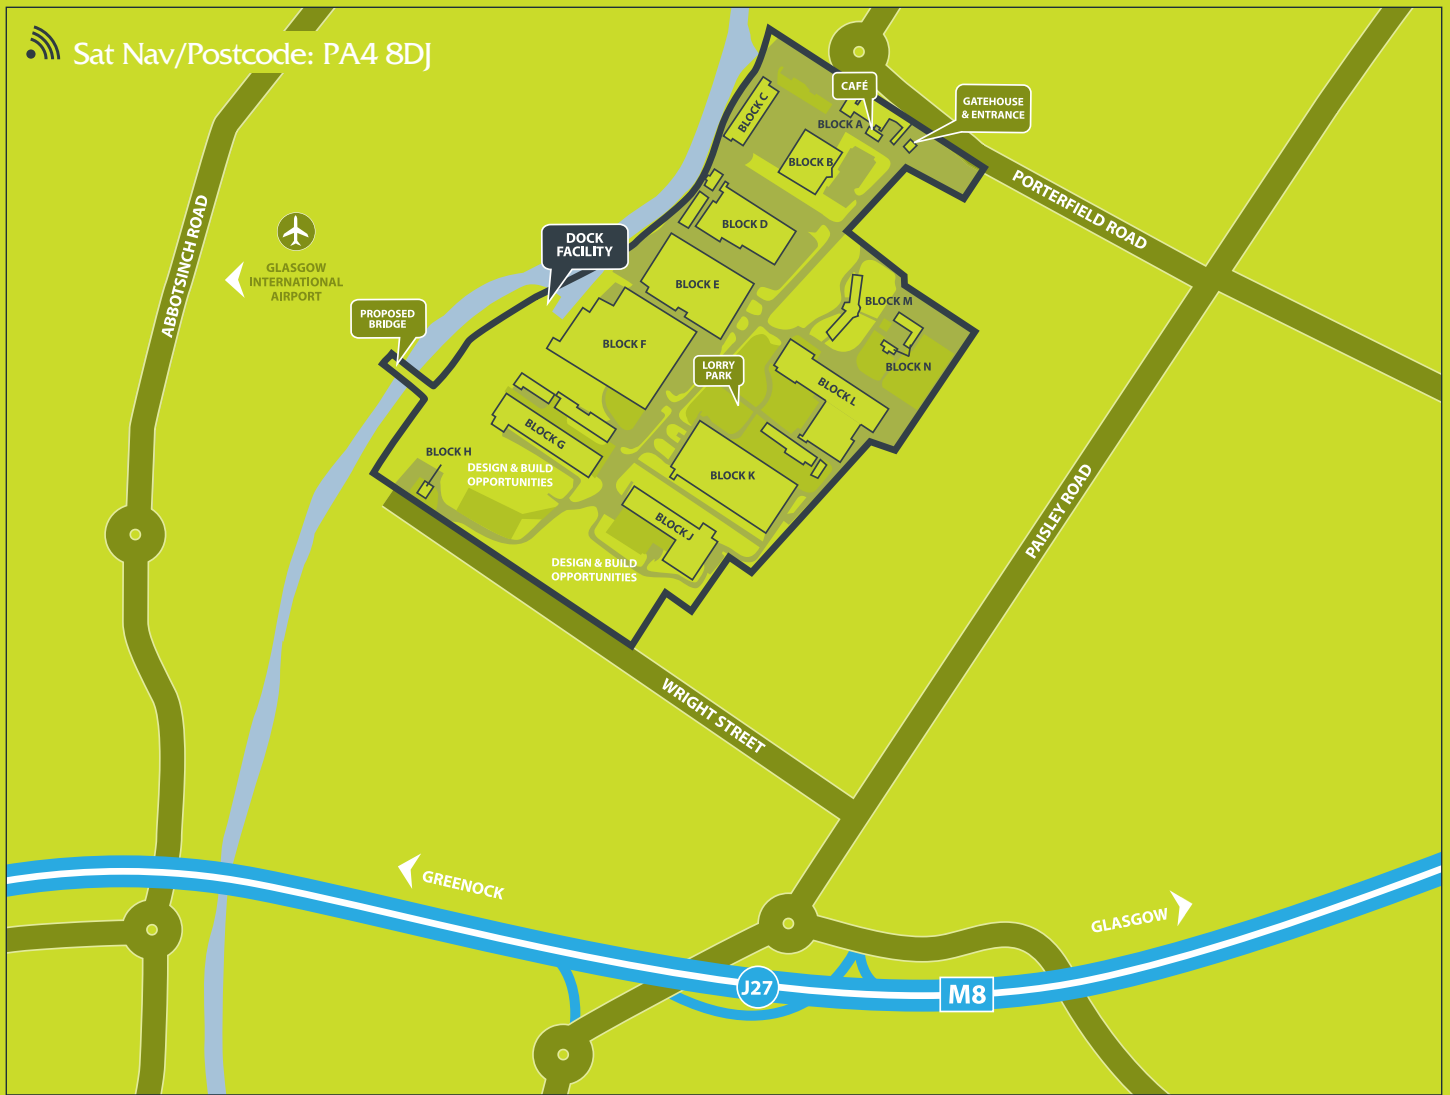 Sat Nav/Postcode: PA4 8DJ
CAFÉ
GATEHOUSE
& ENTRANCE
BLOCK C
BLOCK A
BLOCK B
PORTERFIELD ROAD
ABBOTSINCH ROAD
GLASGOW
INTERNATIONAL
AIRPORT
DOCK
FACILITY
BLOCK D
BLOCK E
BLOCK M
PROPOSED
BRIDGE
BLOCK F
LORRY
PARK
BLOCK N
BLOCK L
BLOCK G
BLOCK H
DESIGN & BUILD
OPPORTUNITIES
BLOCK K
BLOCK J
DESIGN & BUILD
OPPORTUNITIES
PAISLEY ROAD
WRIGHT STREET
GREENOCK
GLASGOW
J27
M8